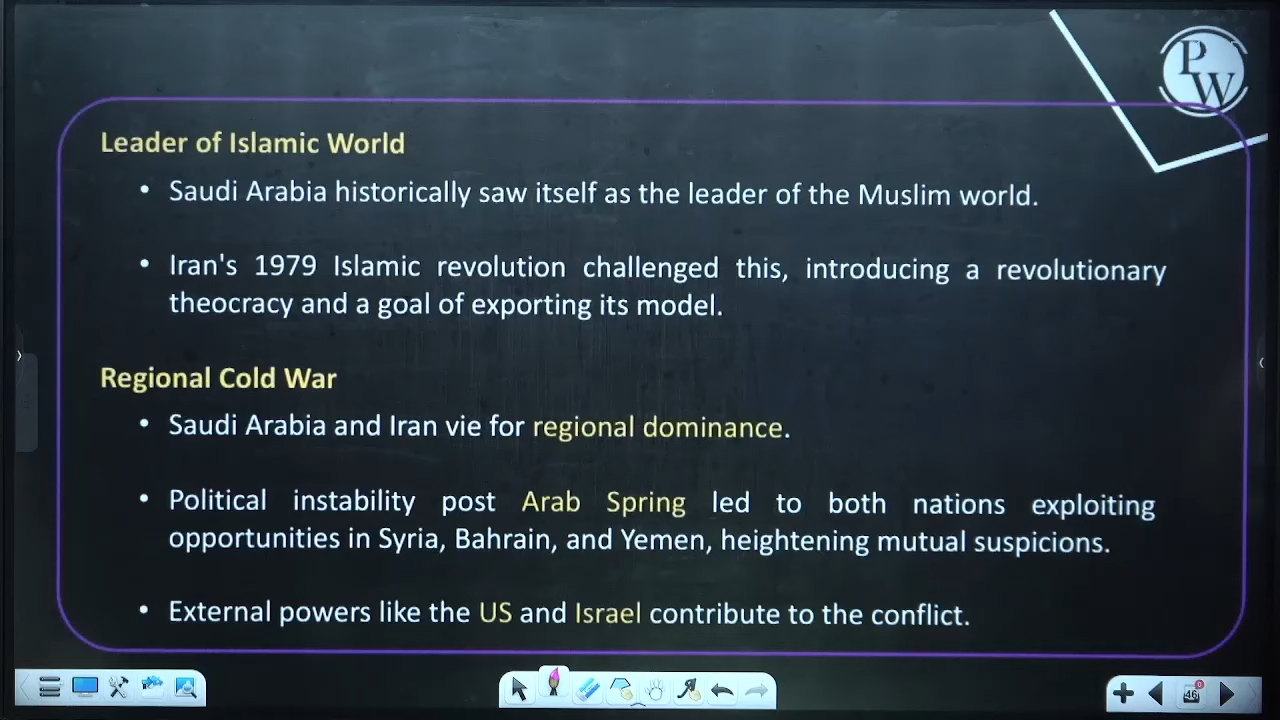 PW
Leader of Islamic World
• Saudi Arabia historically saw itself as the leader of the Muslim world.
• Iran's 1979 Islamic revolution challenged this, introducing a revolutionary
theocracy and a goal of exporting its model.
Regional Cold War
• Saudi Arabia and Iran vie for regional dominance.
• Political instability post Arab Spring led to both nations exploiting
opportunities in Syria, Bahrain, and Yemen, heightening mutual suspicions.
• External powers like the US and Israel contribute to the conflict.
46